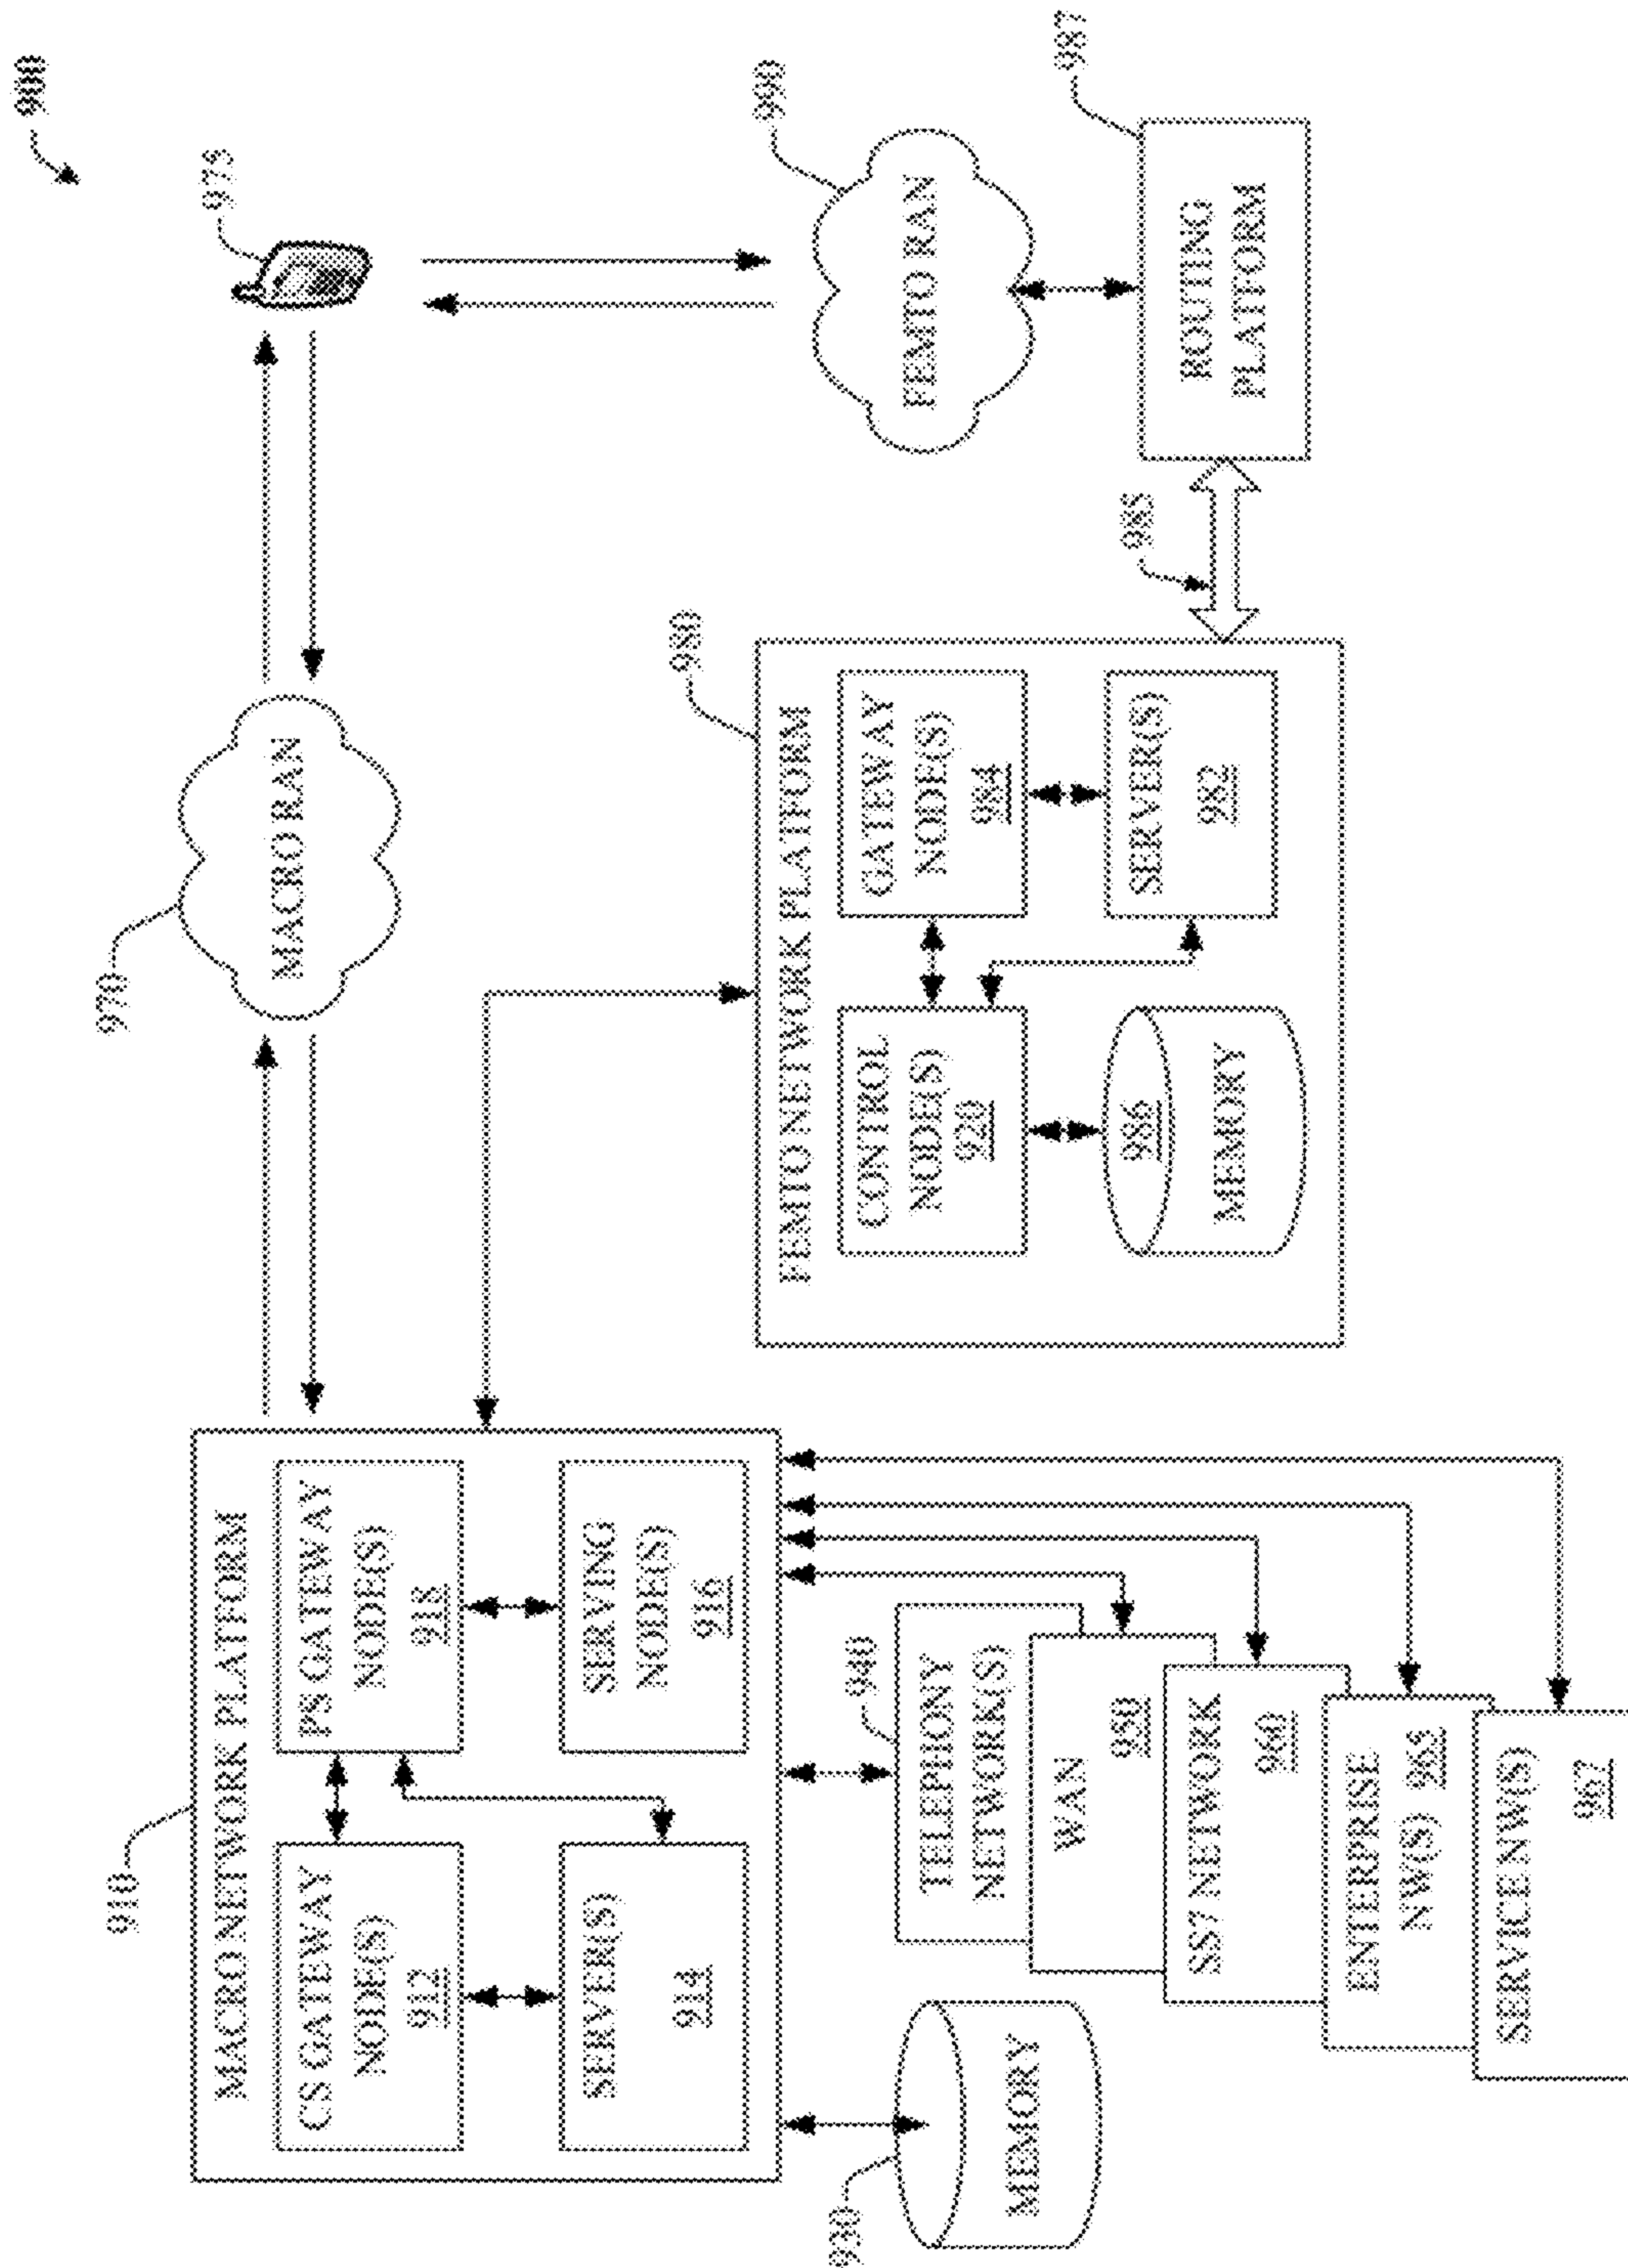 900
910
MACRO NETWORK PLATFORM
CS GATEWAY
NODE(S)
912
PS GATEWAY
NODE(S)
918
SERVER(S)
914
SERVING
NODE(S)
916
970
MACRO RAN
975
930
MEMORY
940
TELEPHONY
NETWORK(S)
WAN
950
SS7 NETWORK
960
ENTERPRISE
NW(S) 965
SERVICE NW(S)
967
980
FEMTO NETWORK PLATFORM
CONTROL
NODE(S)
920
GATEWAY
NODE(S)
984
986
MEMORY
SERVER(S)
982
985
990
FEMTO RAN
987
ROUTING
PLATFORM